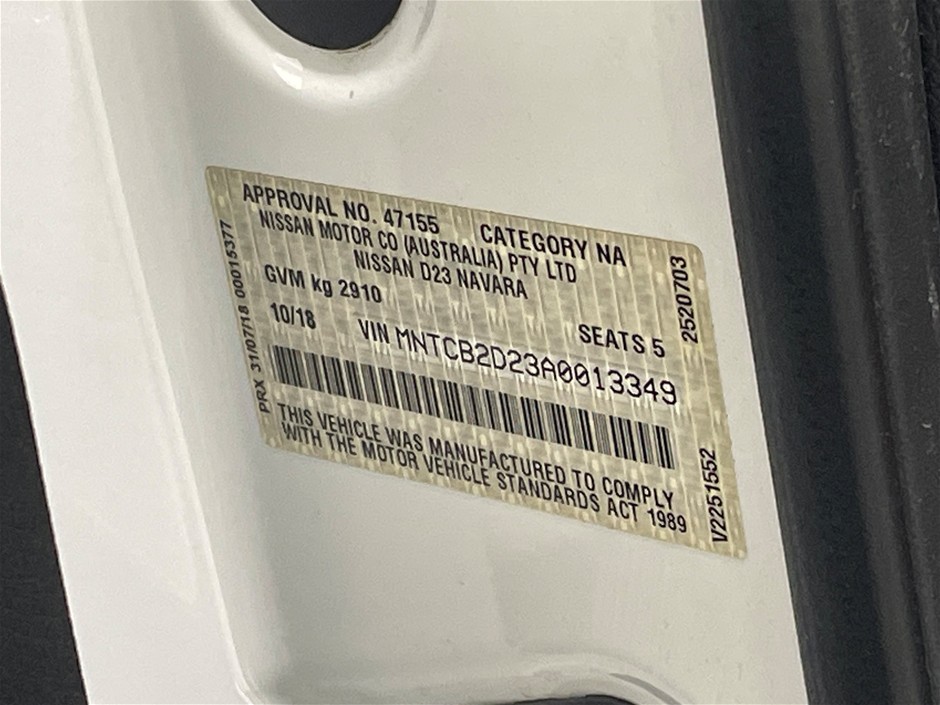 APPROVAL NO. 47155 CATEGORY NA
NISSAN MOTOR CO (AUSTRALIA) PTY LTD
NISSAN D23 NAVARA
GVM kg 2910 SEATS 5
10/18 VIN MNTCB2D23A0013349
THIS VEHICLE WAS MANUFACTURED TO COMPLY
WITH THE MOTOR VEHICLE STANDARDS ACT 1989
PRX 31/07/18 00015377
2520703
V2251552